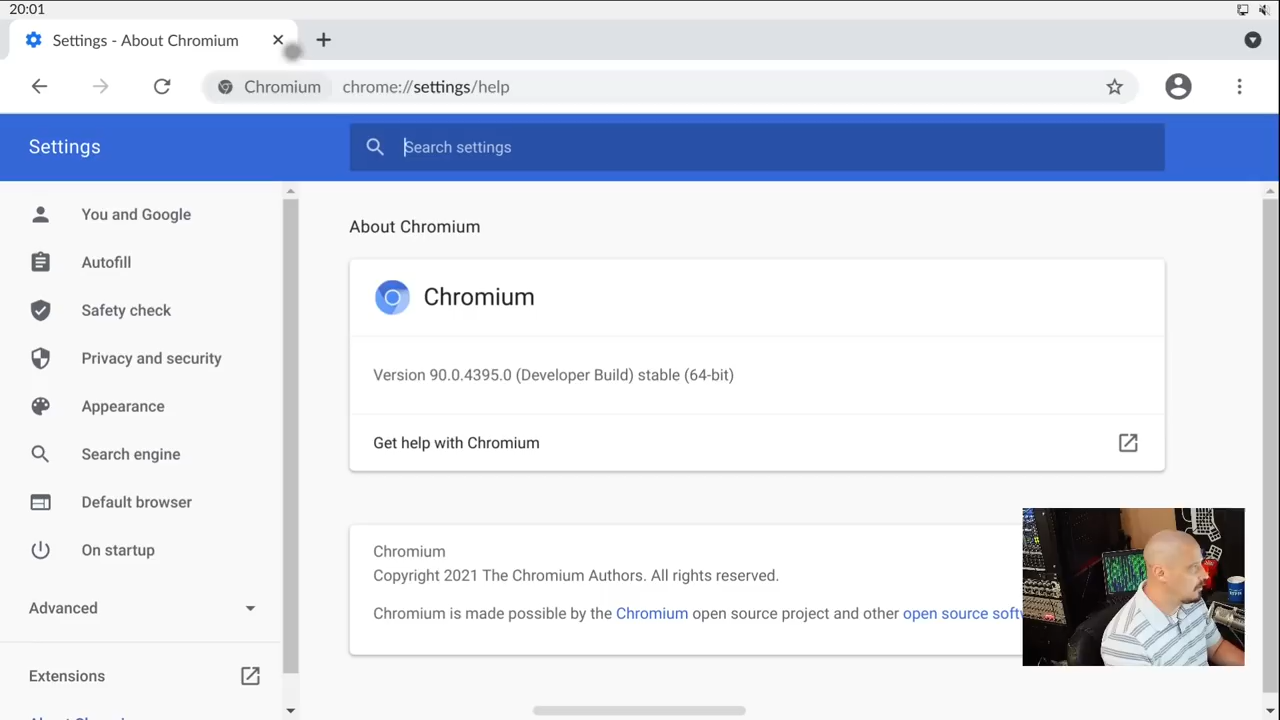 20:01
Settings - About Chromium
Chromium
chrome://settings/help
Settings
Search settings
You and Google
Autofill
Safety check
Privacy and security
Appearance
Search engine
Default browser
On startup
Advanced
Extensions
About Chromium
Chromium
Version 90.0.4395.0 (Developer Build) stable (64-bit)
Get help with Chromium
Chromium
Copyright 2021 The Chromium Authors. All rights reserved.
Chromium is made possible by the Chromium open source project and other open source